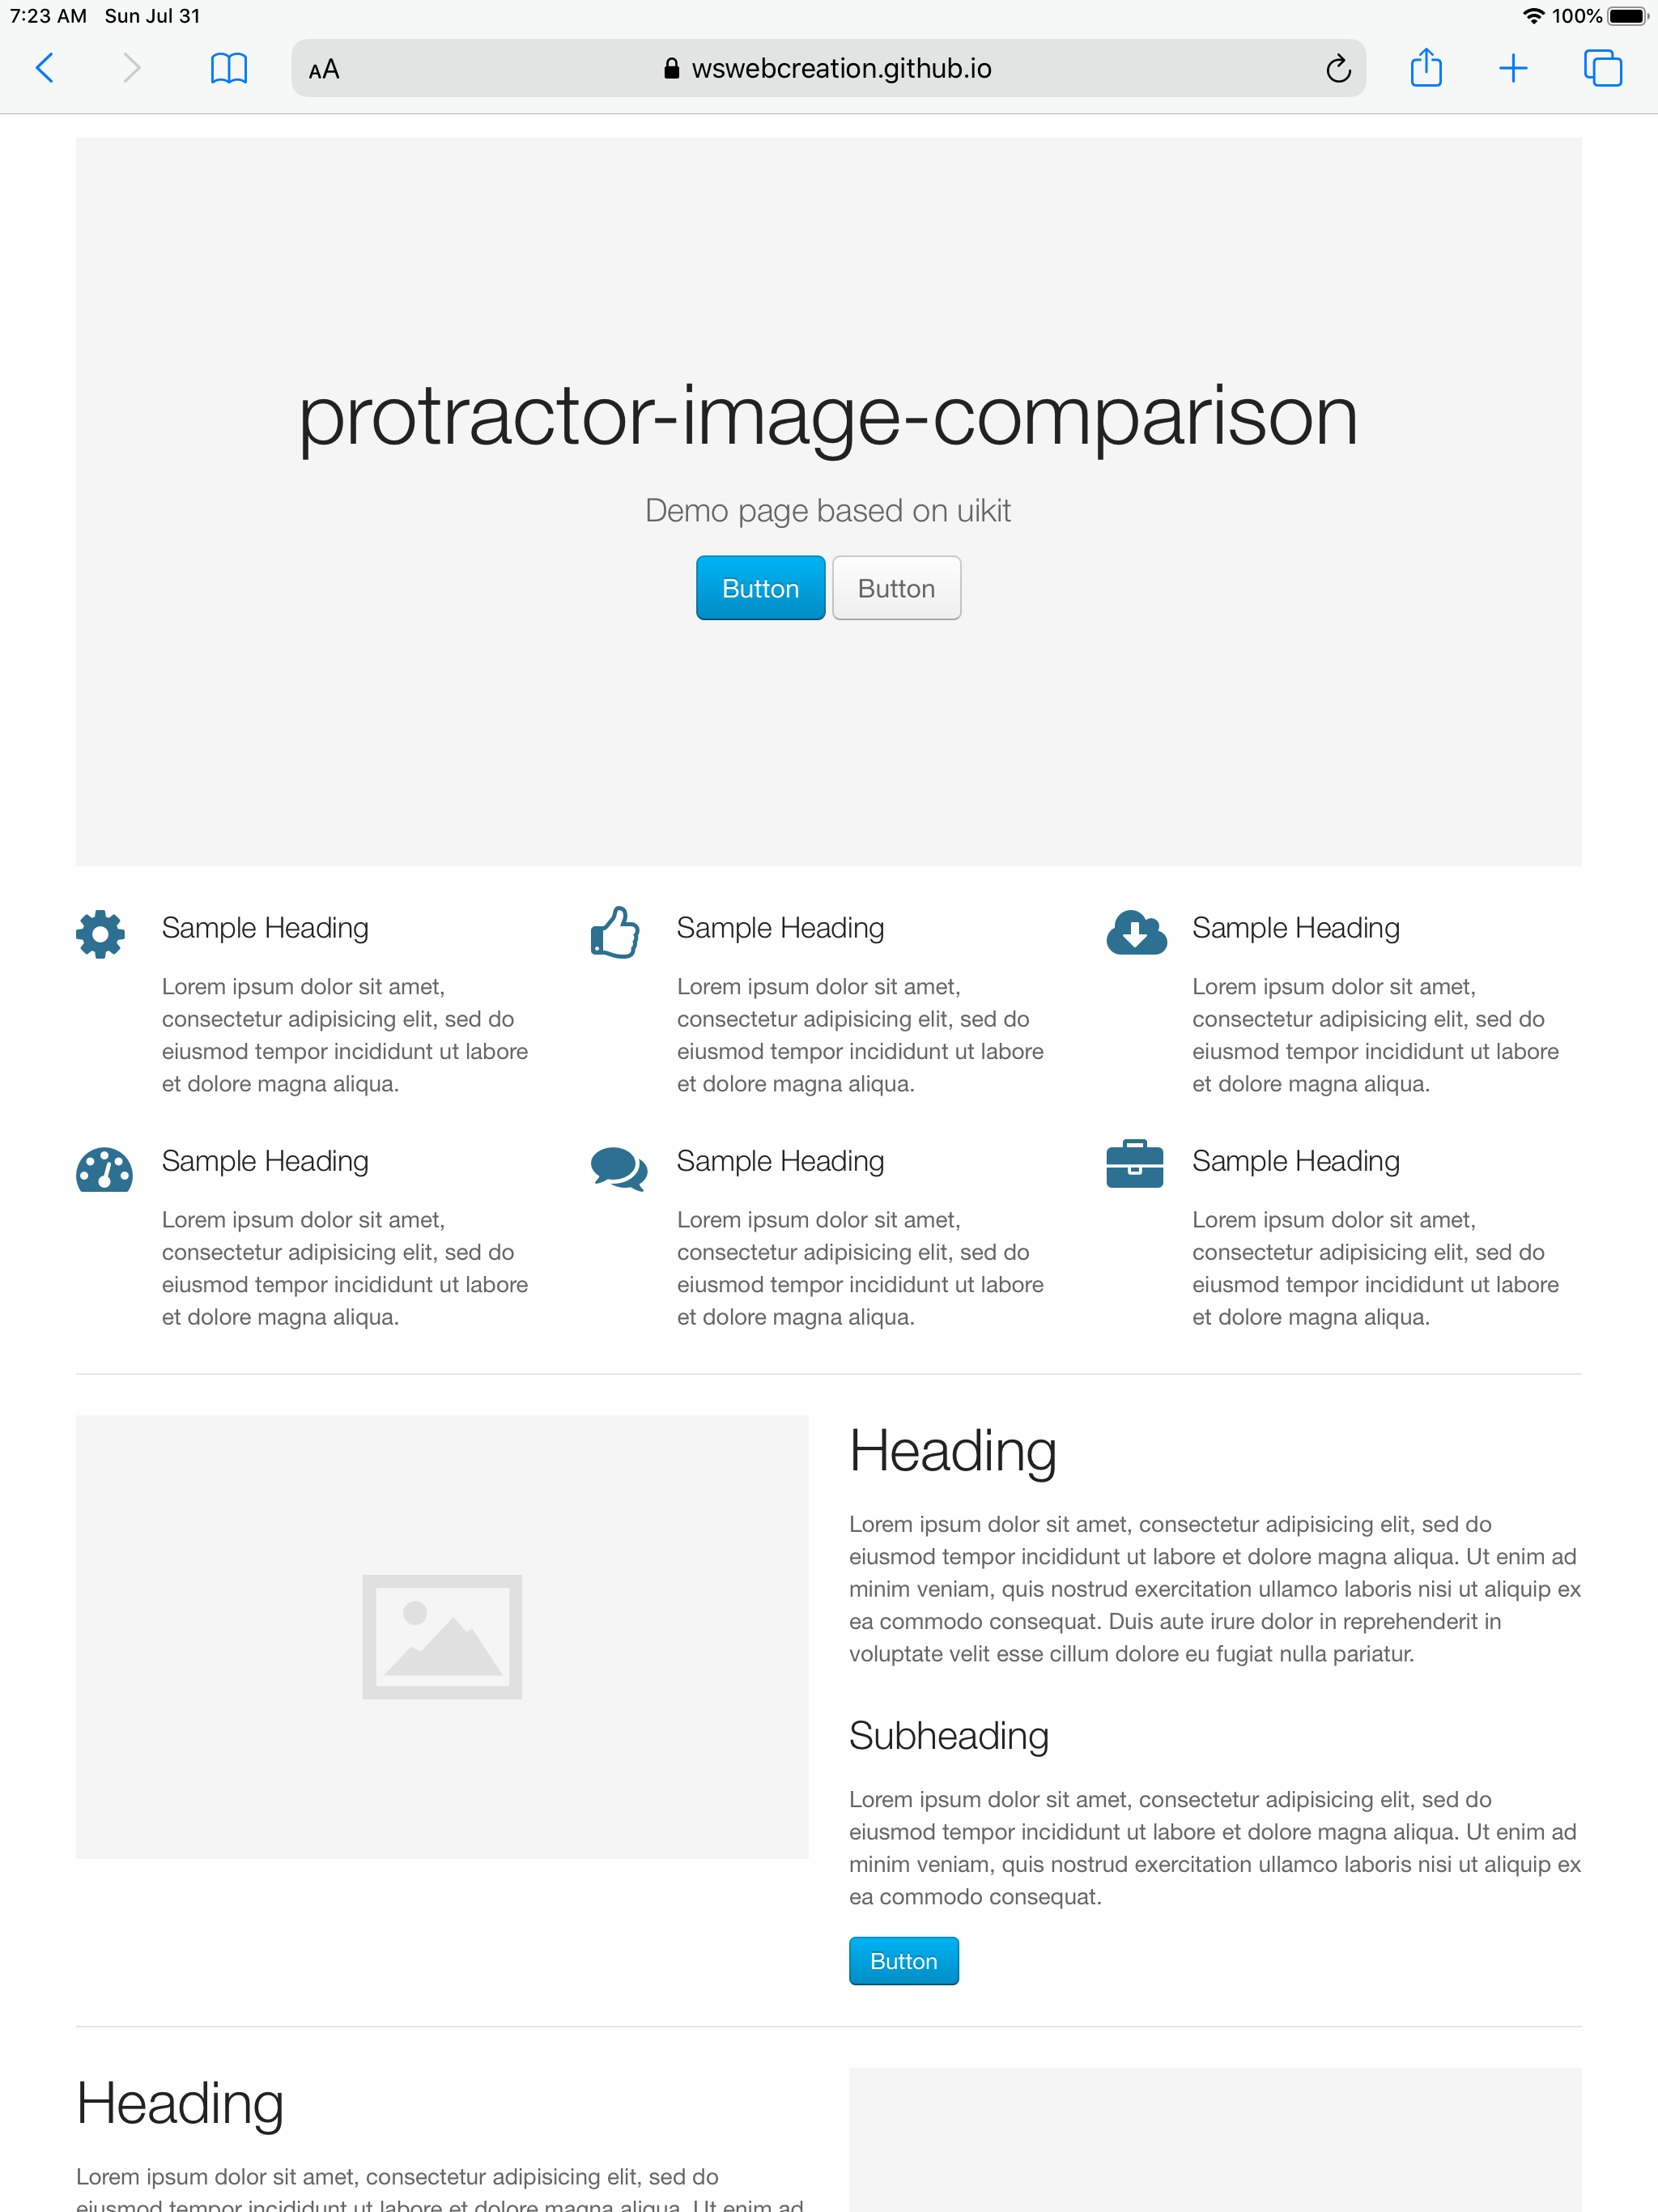 7:23 AM Sun Jul 31 100%
AA wswebcreation.github.io
protractor-image-comparison
Demo page based on uikit
Button Button
Sample Heading
Lorem ipsum dolor sit amet,
consectetur adipisicing elit, sed do
eiusmod tempor incididunt ut labore
et dolore magna aliqua.
Sample Heading
Lorem ipsum dolor sit amet,
consectetur adipisicing elit, sed do
eiusmod tempor incididunt ut labore
et dolore magna aliqua.
Sample Heading
Lorem ipsum dolor sit amet,
consectetur adipisicing elit, sed do
eiusmod tempor incididunt ut labore
et dolore magna aliqua.
Sample Heading
Lorem ipsum dolor sit amet,
consectetur adipisicing elit, sed do
eiusmod tempor incididunt ut labore
et dolore magna aliqua.
Sample Heading
Lorem ipsum dolor sit amet,
consectetur adipisicing elit, sed do
eiusmod tempor incididunt ut labore
et dolore magna aliqua.
Sample Heading
Lorem ipsum dolor sit amet,
consectetur adipisicing elit, sed do
eiusmod tempor incididunt ut labore
et dolore magna aliqua.
Heading
Lorem ipsum dolor sit amet, consectetur adipisicing elit, sed do
eiusmod tempor incididunt ut labore et dolore magna aliqua. Ut enim ad
minim veniam, quis nostrud exercitation ullamco laboris nisi ut aliquip ex
ea commodo consequat. Duis aute irure dolor in reprehenderit in
voluptate velit esse cillum dolore eu fugiat nulla pariatur.
Subheading
Lorem ipsum dolor sit amet, consectetur adipisicing elit, sed do
eiusmod tempor incididunt ut labore et dolore magna aliqua. Ut enim ad
minim veniam, quis nostrud exercitation ullamco laboris nisi ut aliquip ex
ea commodo consequat.
Button
Heading
Lorem ipsum dolor sit amet, consectetur adipisicing elit, sed do
eiusmod tempor incididunt ut labore et dolore magna aliqua. Ut enim ad